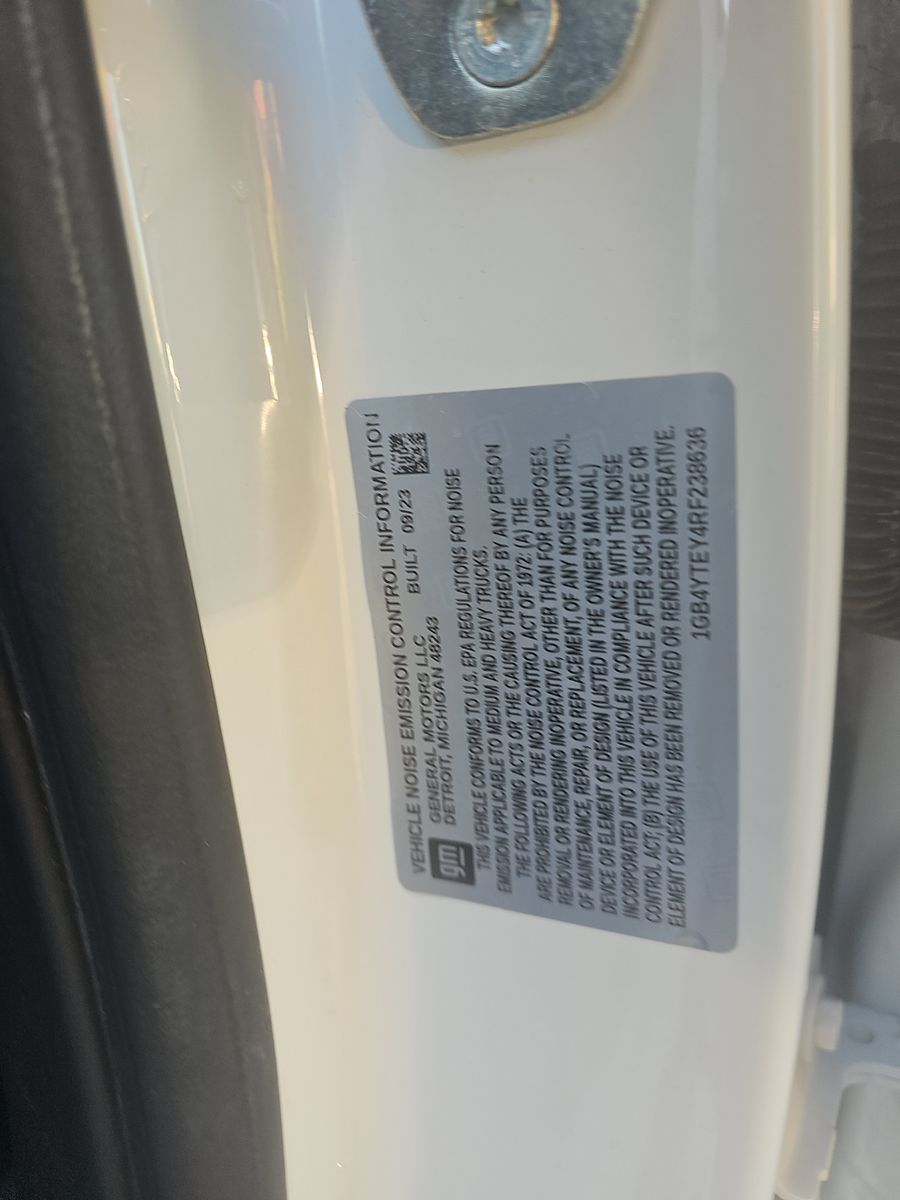 VEHICLE NOISE EMISSION CONTROL INFORMATION
gm
GENERAL MOTORS LLC BUILT 09/23
DETROIT, MICHIGAN 48243
THIS VEHICLE CONFORMS TO U.S. EPA REGULATIONS FOR NOISE
EMISSION APPLICABLE TO MEDIUM AND HEAVY TRUCKS.
THE FOLLOWING ACTS OR THE CAUSING THEREOF BY ANY PERSON
ARE PROHIBITED BY THE NOISE CONTROL ACT OF 1972: (A) THE
REMOVAL OR RENDERING INOPERATIVE, OTHER THAN FOR PURPOSES
OF MAINTENANCE, REPAIR, OR REPLACEMENT, OF ANY NOISE CONTROL
DEVICE OR ELEMENT OF DESIGN (LISTED IN THE OWNER'S MANUAL)
INCORPORATED INTO THIS VEHICLE IN COMPLIANCE WITH THE NOISE
CONTROL ACT; (B) THE USE OF THIS VEHICLE AFTER SUCH DEVICE OR
ELEMENT OF DESIGN HAS BEEN REMOVED OR RENDERED INOPERATIVE.
1GB4YTEY4RF238636